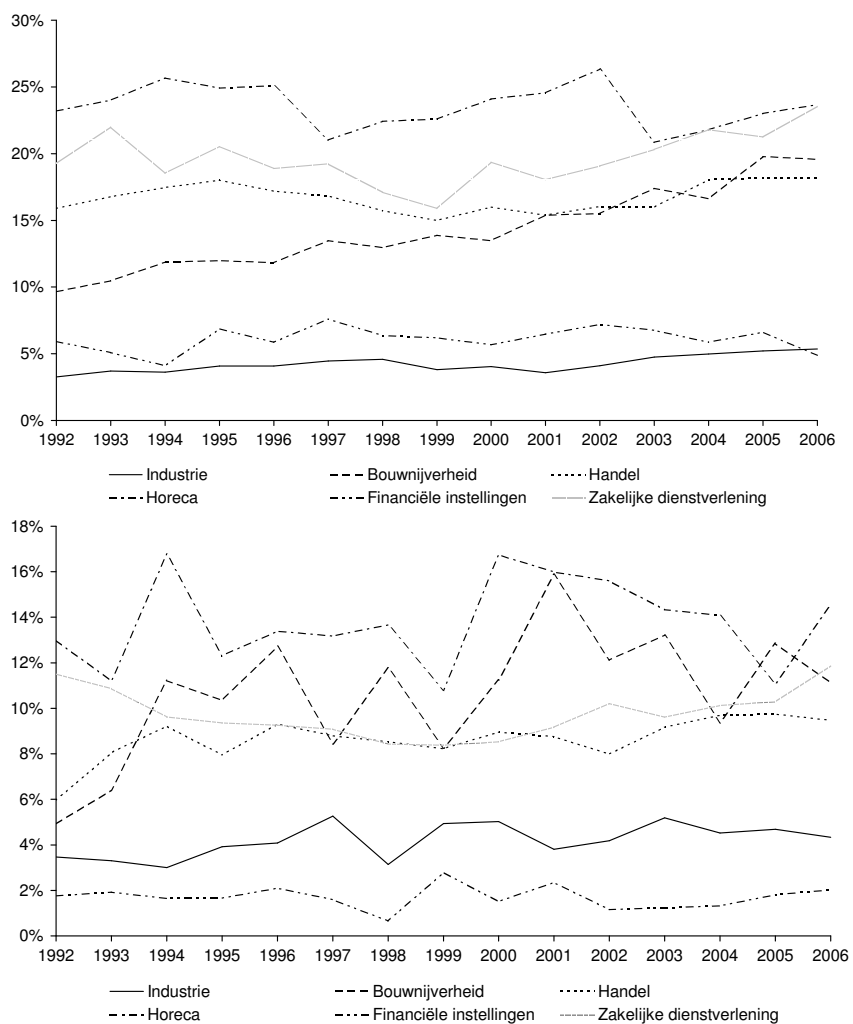 30%
25%
20%
15%
10%
5%
0%
1992 1993 1994 1995 1996 1997 1998 1999 2000 2001 2002 2003 2004 2005 2006
Industrie Bouwnijverheid Handel
Horeca Financiële instellingen Zakelijke dienstverlening
18%
16%
14%
12%
10%
8%
6%
4%
2%
0%
1992 1993 1994 1995 1996 1997 1998 1999 2000 2001 2002 2003 2004 2005 2006
Industrie Bouwnijverheid Handel
Horeca Financiële instellingen Zakelijke dienstverlening